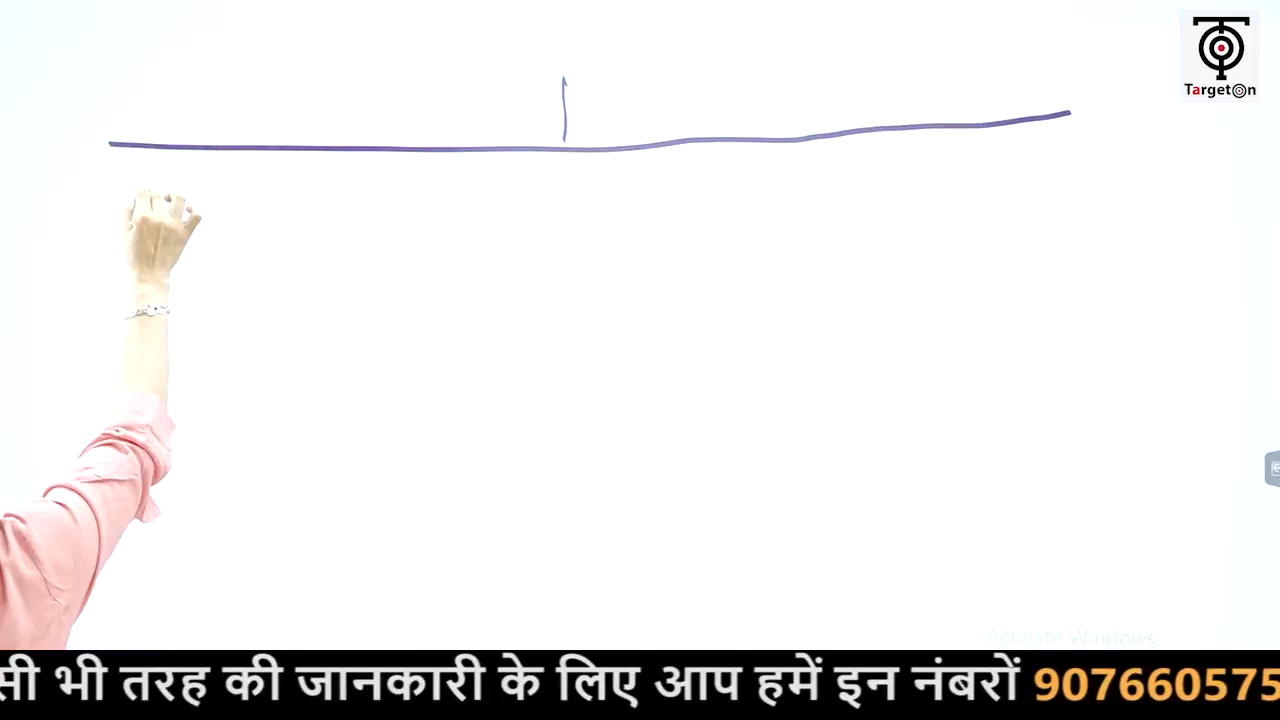 TargetOn
Activate Windows
सी भी तरह की जानकारी के लिए आप हमें इन नंबरों 907660575